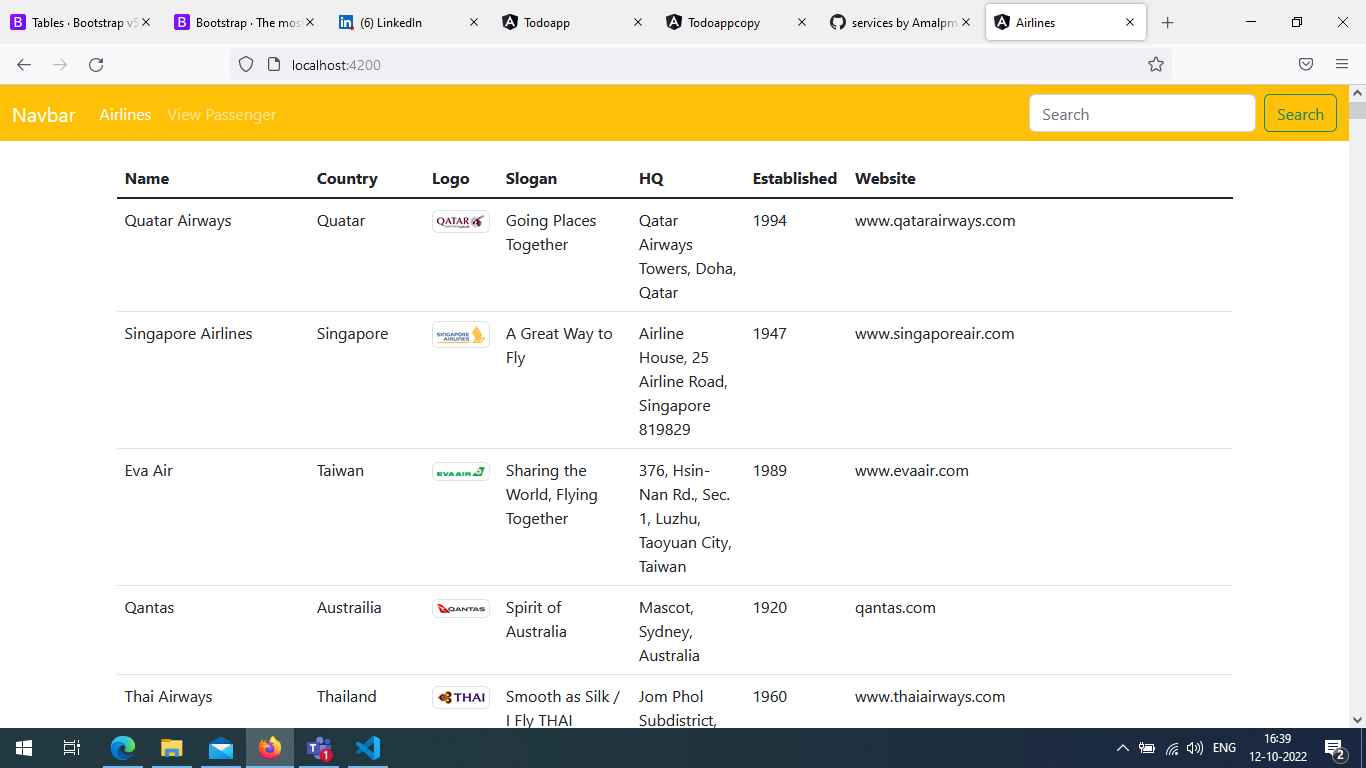 Tables · Bootstrap v5
Bootstrap · The most
(6) LinkedIn
Todoapp
Todoappcopy
services by Amalpm
Airlines
localhost:4200
Navbar
Airlines
View Passenger
Search
Search
Name Country Logo Slogan HQ Established Website
Quatar Airways Quatar QATAR Going Places Qatar 1994 www.qatarairways.com
Together Airways
Towers, Doha,
Qatar
Singapore Airlines Singapore SINGAPORE AIRLINES A Great Way to Airline 1947 www.singaporeair.com
Fly House, 25
Airline Road,
Singapore
819829
Eva Air Taiwan EVA AIR Sharing the 376, Hsin- 1989 www.evaair.com
World, Flying Nan Rd., Sec.
Together 1, Luzhu,
Taoyuan City,
Taiwan
Qantas Austrailia QANTAS Spirit of Mascot, 1920 qantas.com
Australia Sydney,
Australia
Thai Airways Thailand THAI Smooth as Silk / Jom Phol 1960 www.thaiairways.com
I Fly THAI Subdistrict,
1
ENG
16:39
12-10-2022
2